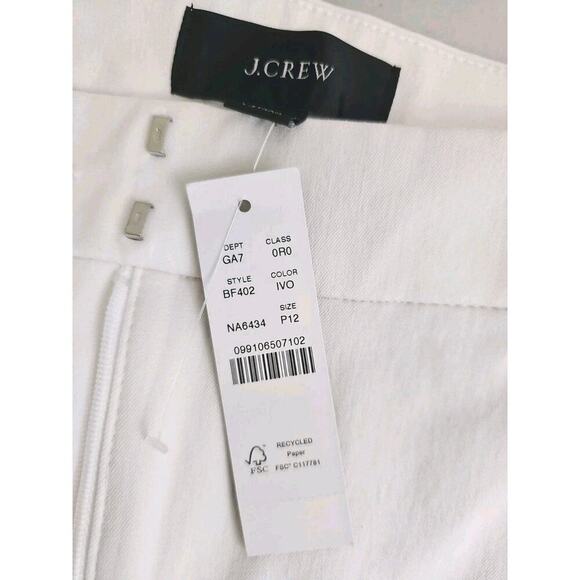 J.CREW
DEPT CLASS
GA7 0R0
STYLE COLOR
BF402 IVO
SIZE
NA6434 P12
099106507102
RECYCLED
Paper
FSC FSC® C117781